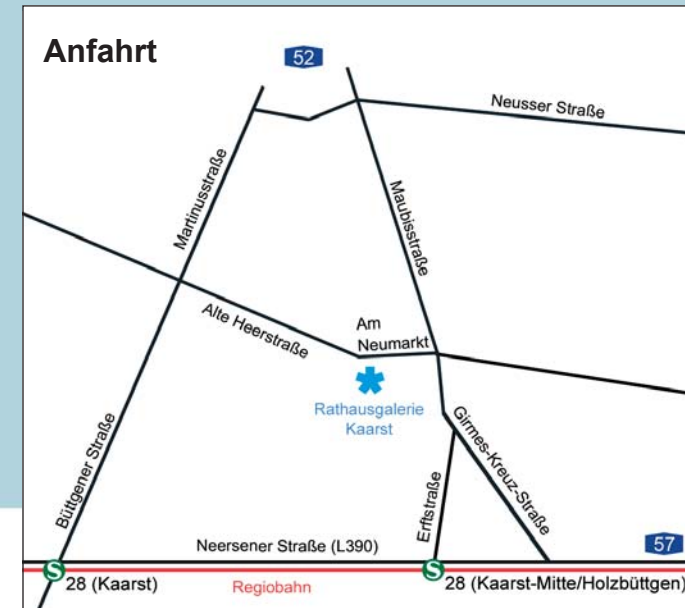 Anfahrt
52
Neusser Straße
Martinusstraße
Maubisstraße
Alte Heerstraße
Am
Neumarkt
Rathausgalerie
Kaarst
Büttgener Straße
Girmes-Kreuz-Straße
Erftstraße
Neersener Straße (L390)
57
S 28 (Kaarst)
Regiobahn
S 28 (Kaarst-Mitte/Holzbüttgen)